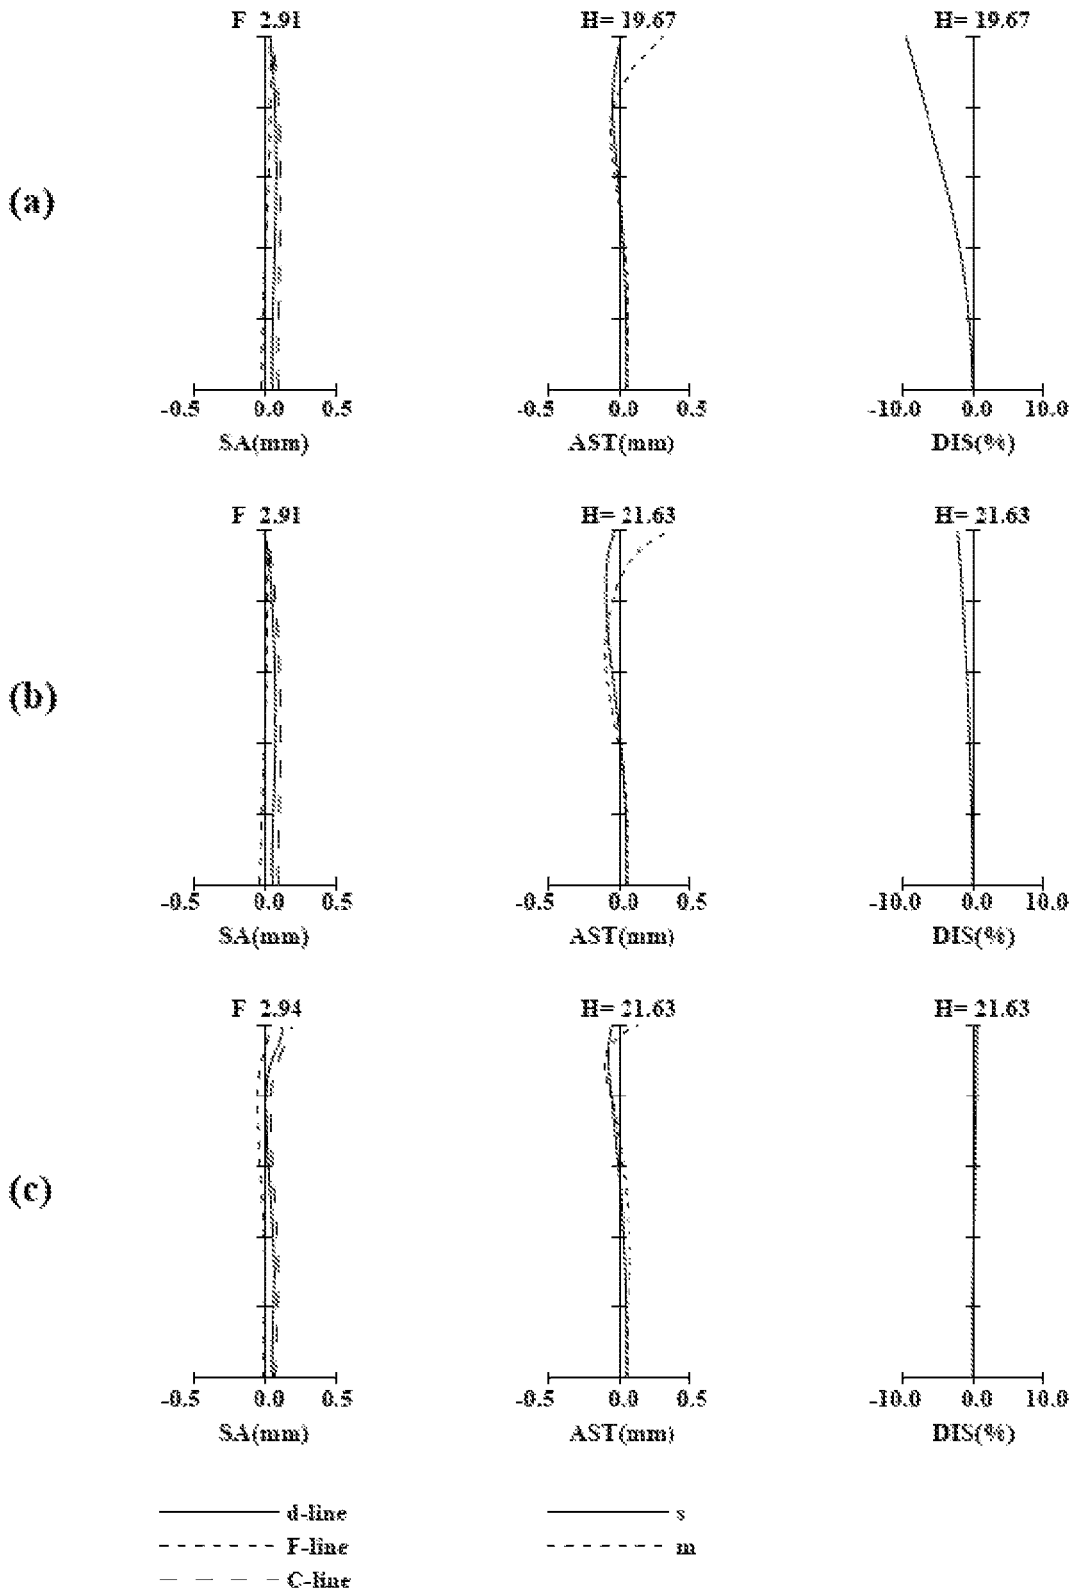 F 2.91 H= 19.67 H= 19.67
(a)
-0.5 0.0 0.5 -0.5 0.0 0.5 -10.0 0.0 10.0
SA(mm) AST(mm) DIS(%)
F 2.91 H= 21.63 H= 21.63
(b)
-0.5 0.0 0.5 -0.5 0.0 0.5 -10.0 0.0 10.0
SA(mm) AST(mm) DIS(%)
F 2.94 H= 21.63 H= 21.63
(c)
-0.5 0.0 0.5 -0.5 0.0 0.5 -10.0 0.0 10.0
SA(mm) AST(mm) DIS(%)
d-line s
F-line m
C-line